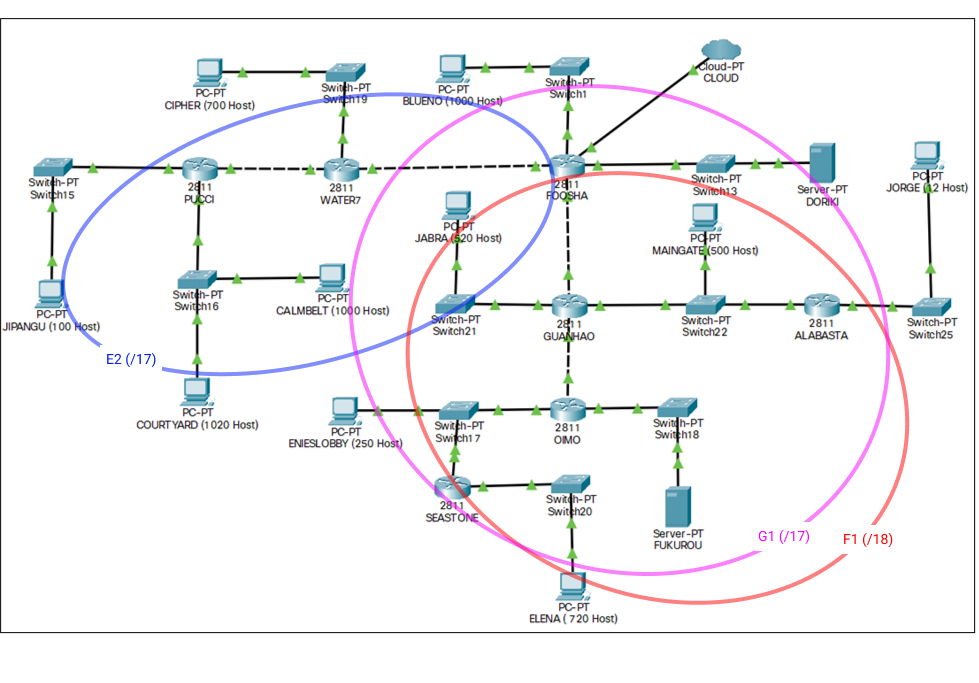 PC-PT
CIPHER (700 Host)
Switch-PT
Switch19
PC-PT
BLUENO (1000 Host)
Switch-PT
Switch1
Cloud-PT
CLOUD
Switch-PT
Switch15
2811
PUCCI
2811
WATER7
2811
FOOSHA
Switch-PT
Switch13
Server-PT
DORIKI
PC-PT
JORGE (12 Host)
PC-PT
JABRA (520 Host)
PC-PT
MAINGATE (500 Host)
PC-PT
JIPANGU (100 Host)
Switch-PT
Switch16
PC-PT
CALMBELT (1000 Host)
Switch-PT
Switch21
2811
GUANHAO
Switch-PT
Switch22
2811
ALABASTA
Switch-PT
Switch25
E2 (/17)
PC-PT
COURTYARD (1020 Host)
PC-PT
ENIESLOBBY (250 Host)
Switch-PT
Switch17
2811
OIMO
Switch-PT
Switch18
2811
SEASTONE
Switch-PT
Switch20
Server-PT
FUKUROU
G1 (/17)
F1 (/18)
PC-PT
ELENA ( 720 Host)